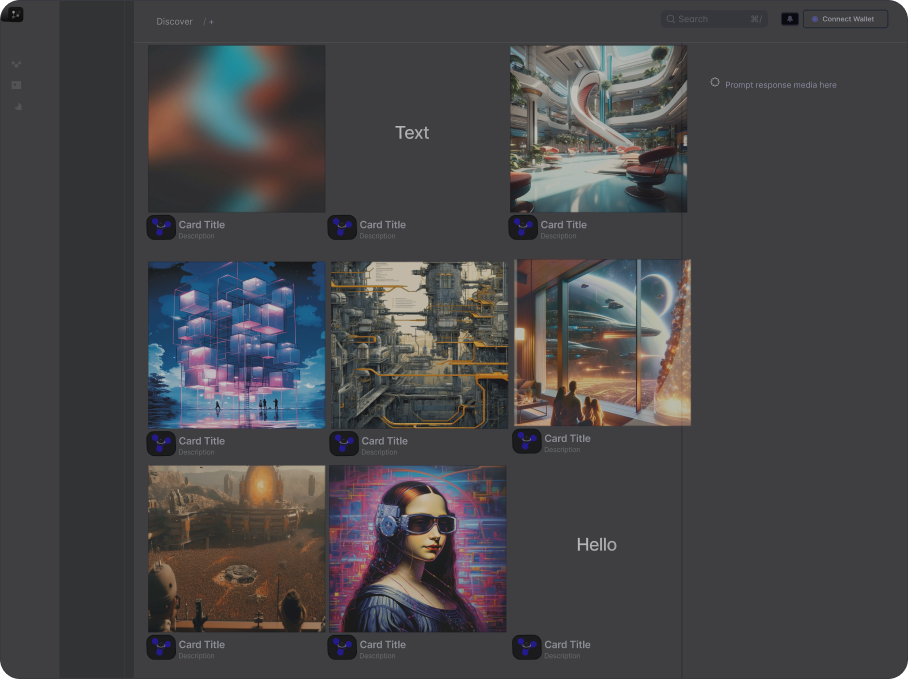 Discover / +
Search ⌘/
Connect Wallet
Prompt response media here
Text
Card Title
Description
Card Title
Description
Card Title
Description
Card Title
Description
Card Title
Description
Card Title
Description
Hello
Card Title
Description
Card Title
Description
Card Title
Description